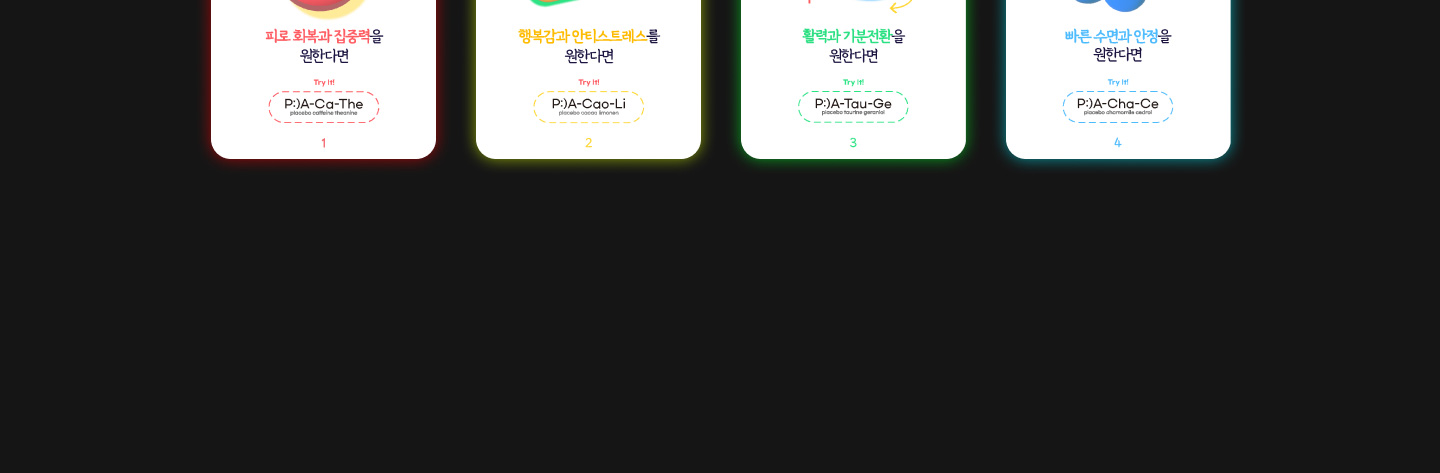 피로 회복과 집중력을
원한다면
Try It!
P:)A-Ca-The
placebo caffeine theanine
1
행복감과 안티스트레스를
원한다면
Try It!
P:)A-Cao-Li
placebo cacao limonen
2
활력과 기분전환을
원한다면
Try It!
P:)A-Tau-Ge
placebo taurine geraniol
3
빠른 수면과 안정을
원한다면
Try It!
P:)A-Cha-Ce
placebo chamomile cedrol
4